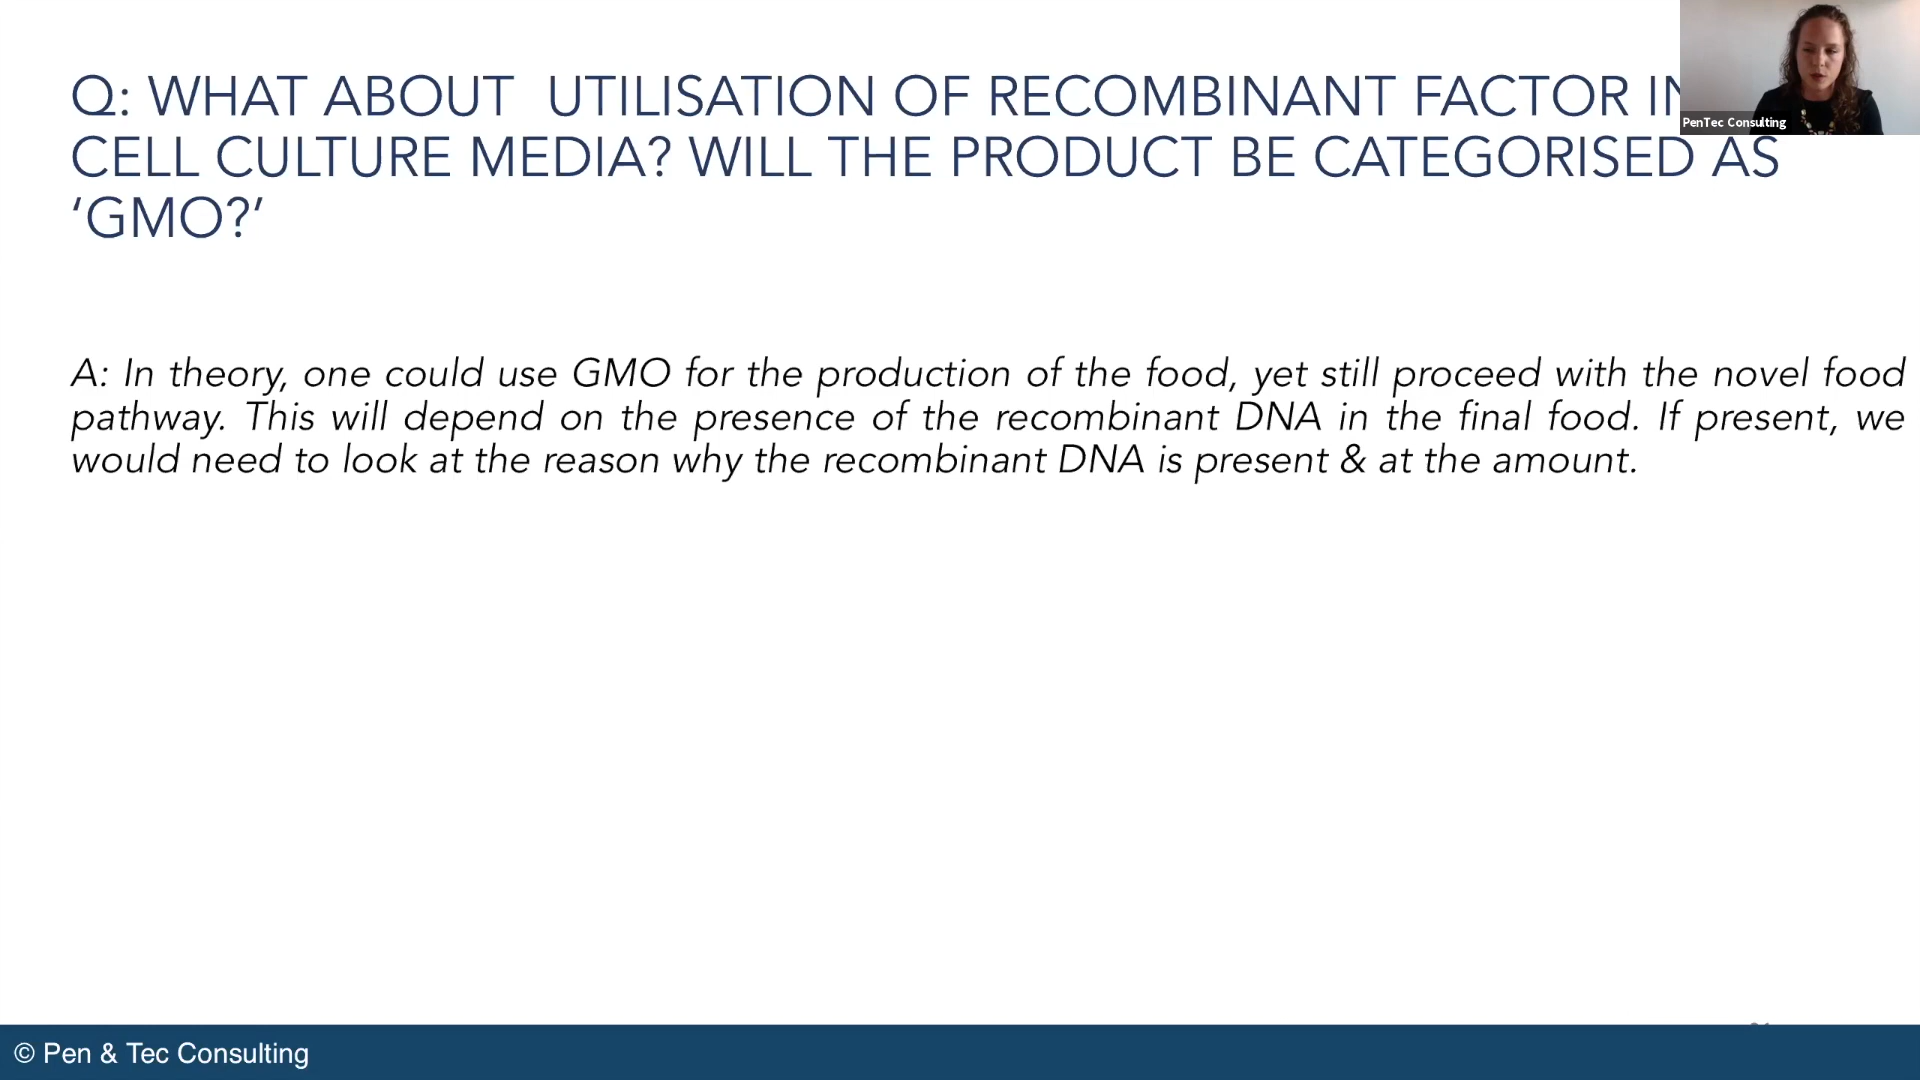 Q: WHAT ABOUT UTILISATION OF RECOMBINANT FACTOR
CELL CULTURE MEDIA? WILL THE PRODUCT BE CATEGORISED AS
‘GMO?’
PenTec Consulting
A: In theory, one could use GMO for the production of the food, yet still proceed with the novel food
pathway. This will depend on the presence of the recombinant DNA in the final food. If present, we
would need to look at the reason why the recombinant DNA is present & at the amount.
© Pen & Tec Consulting